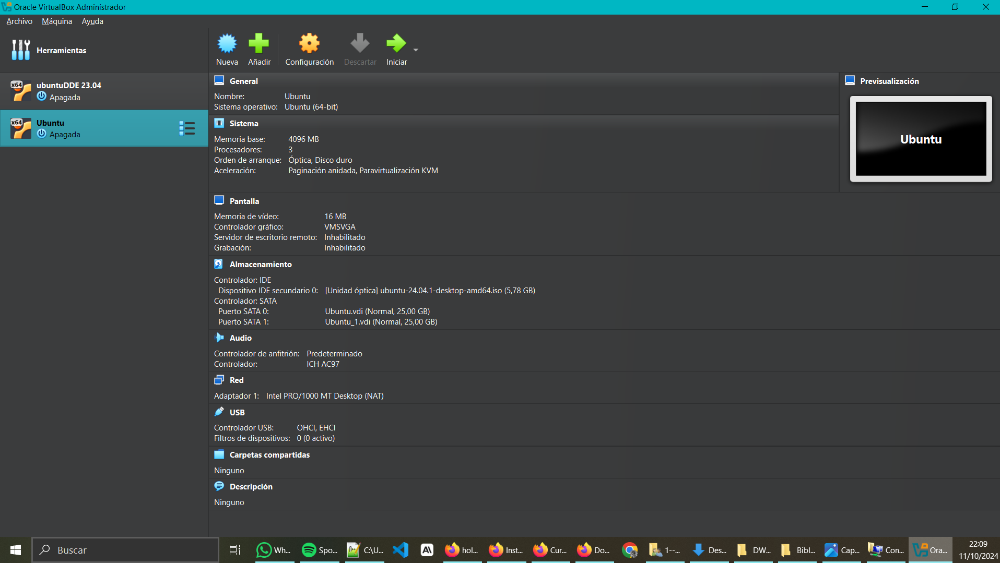 Oracle VirtualBox Administrador
Archivo Máquina Ayuda
Herramientas
Nueva Añadir Configuración Descartar Iniciar
x64 ubuntuDDE 23.04
Apagada
x64 Ubuntu
Apagada
General
Nombre: Ubuntu
Sistema operativo: Ubuntu (64-bit)
Sistema
Memoria base: 4096 MB
Procesadores: 3
Orden de arranque: Óptica, Disco duro
Aceleración: Paginación anidada, Paravirtualización KVM
Previsualización
Ubuntu
Pantalla
Memoria de vídeo: 16 MB
Controlador gráfico: VMSVGA
Servidor de escritorio remoto: Inhabilitado
Grabación: Inhabilitado
Almacenamiento
Controlador: IDE
Dispositivo IDE secundario 0: [Unidad óptica] ubuntu-24.04.1-desktop-amd64.iso (5,78 GB)
Controlador: SATA
Puerto SATA 0: Ubuntu.vdi (Normal, 25,00 GB)
Puerto SATA 1: Ubuntu_1.vdi (Normal, 25,00 GB)
Audio
Controlador de anfitrión: Predeterminado
Controlador: ICH AC97
Red
Adaptador 1: Intel PRO/1000 MT Desktop (NAT)
USB
Controlador USB: OHCI, EHCI
Filtros de dispositivos: 0 (0 activo)
Carpetas compartidas
Ninguno
Descripción
Ninguno
Buscar
Wh... Spo... C:\U... hol... Inst... Cur... Do... 1--... Des... DW... Bibl... Cap... Con... Ora...
22:09
11/10/2024